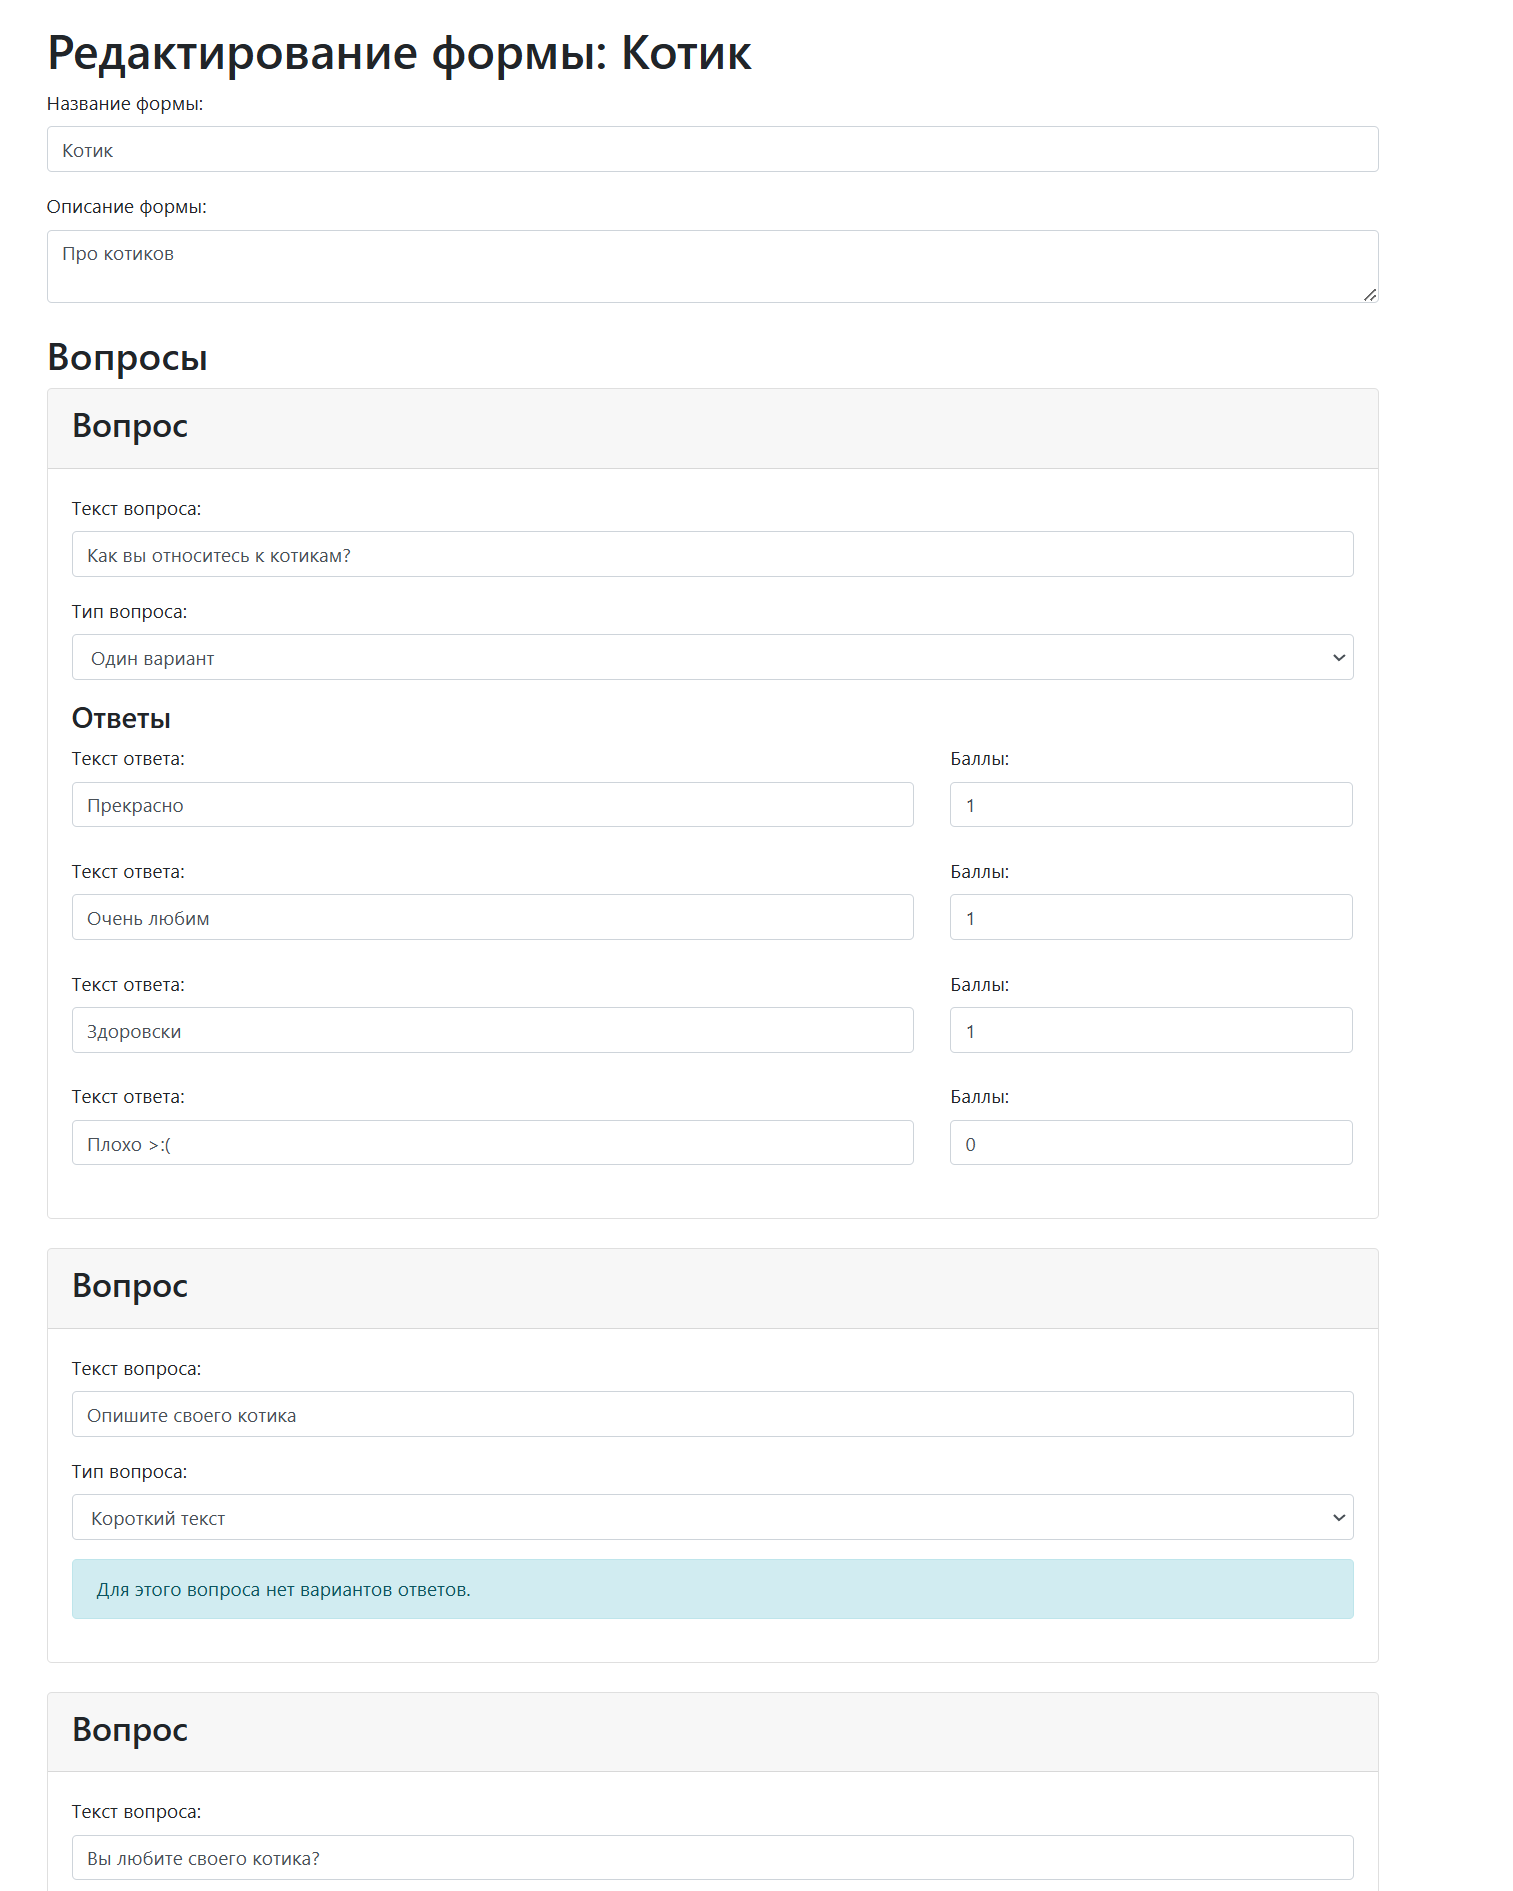 Редактирование формы: Котик
Название формы:
Котик
Описание формы:
Про котиков
Вопросы
Вопрос
Текст вопроса:
Как вы относитесь к котикам?
Тип вопроса:
Один вариант
Ответы
Текст ответа: Баллы:
Прекрасно 1
Текст ответа: Баллы:
Очень любим 1
Текст ответа: Баллы:
Здоровски 1
Текст ответа: Баллы:
Плохо >:( 0
Вопрос
Текст вопроса:
Опишите своего котика
Тип вопроса:
Короткий текст
Для этого вопроса нет вариантов ответов.
Вопрос
Текст вопроса:
Вы любите своего котика?